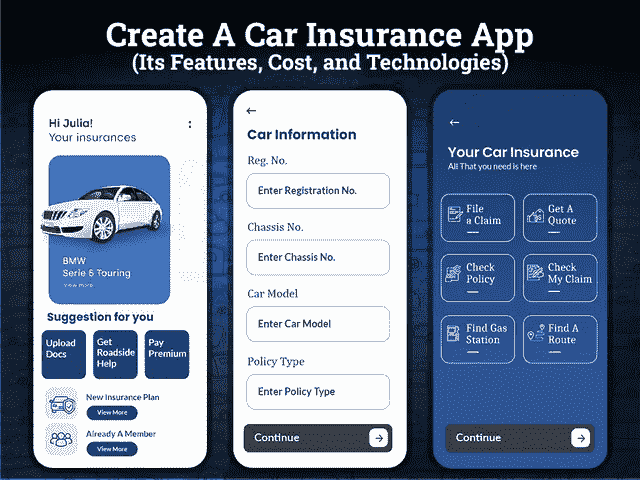 Create A Car Insurance App
(Its Features, Cost, and Technologies)
Hi Julia!
Your insurances
BMW
Serie 5 Touring
View more
Suggestion for you
Upload
Docs
Get
Roadside
Help
Pay
Premium
New Insurance Plan
View More
Already A Member
View More
Car Information
Reg. No.
Enter Registration No.
Chassis No.
Enter Chassis No.
Car Model
Enter Car Model
Policy Type
Enter Policy Type
Continue
Your Car Insurance
All That you need is here
File
a Claim
Get A
Quote
Check
Policy
Check
My Claim
Find Gas
Station
Find A
Route
Continue